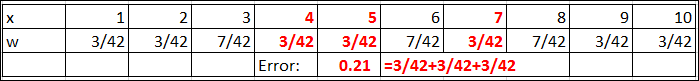 x 1 2 3 4 5 6 7 8 9 10
w 3/42 3/42 7/42 3/42 3/42 7/42 3/42 7/42 3/42 3/42
Error: 0.21 =3/42+3/42+3/42